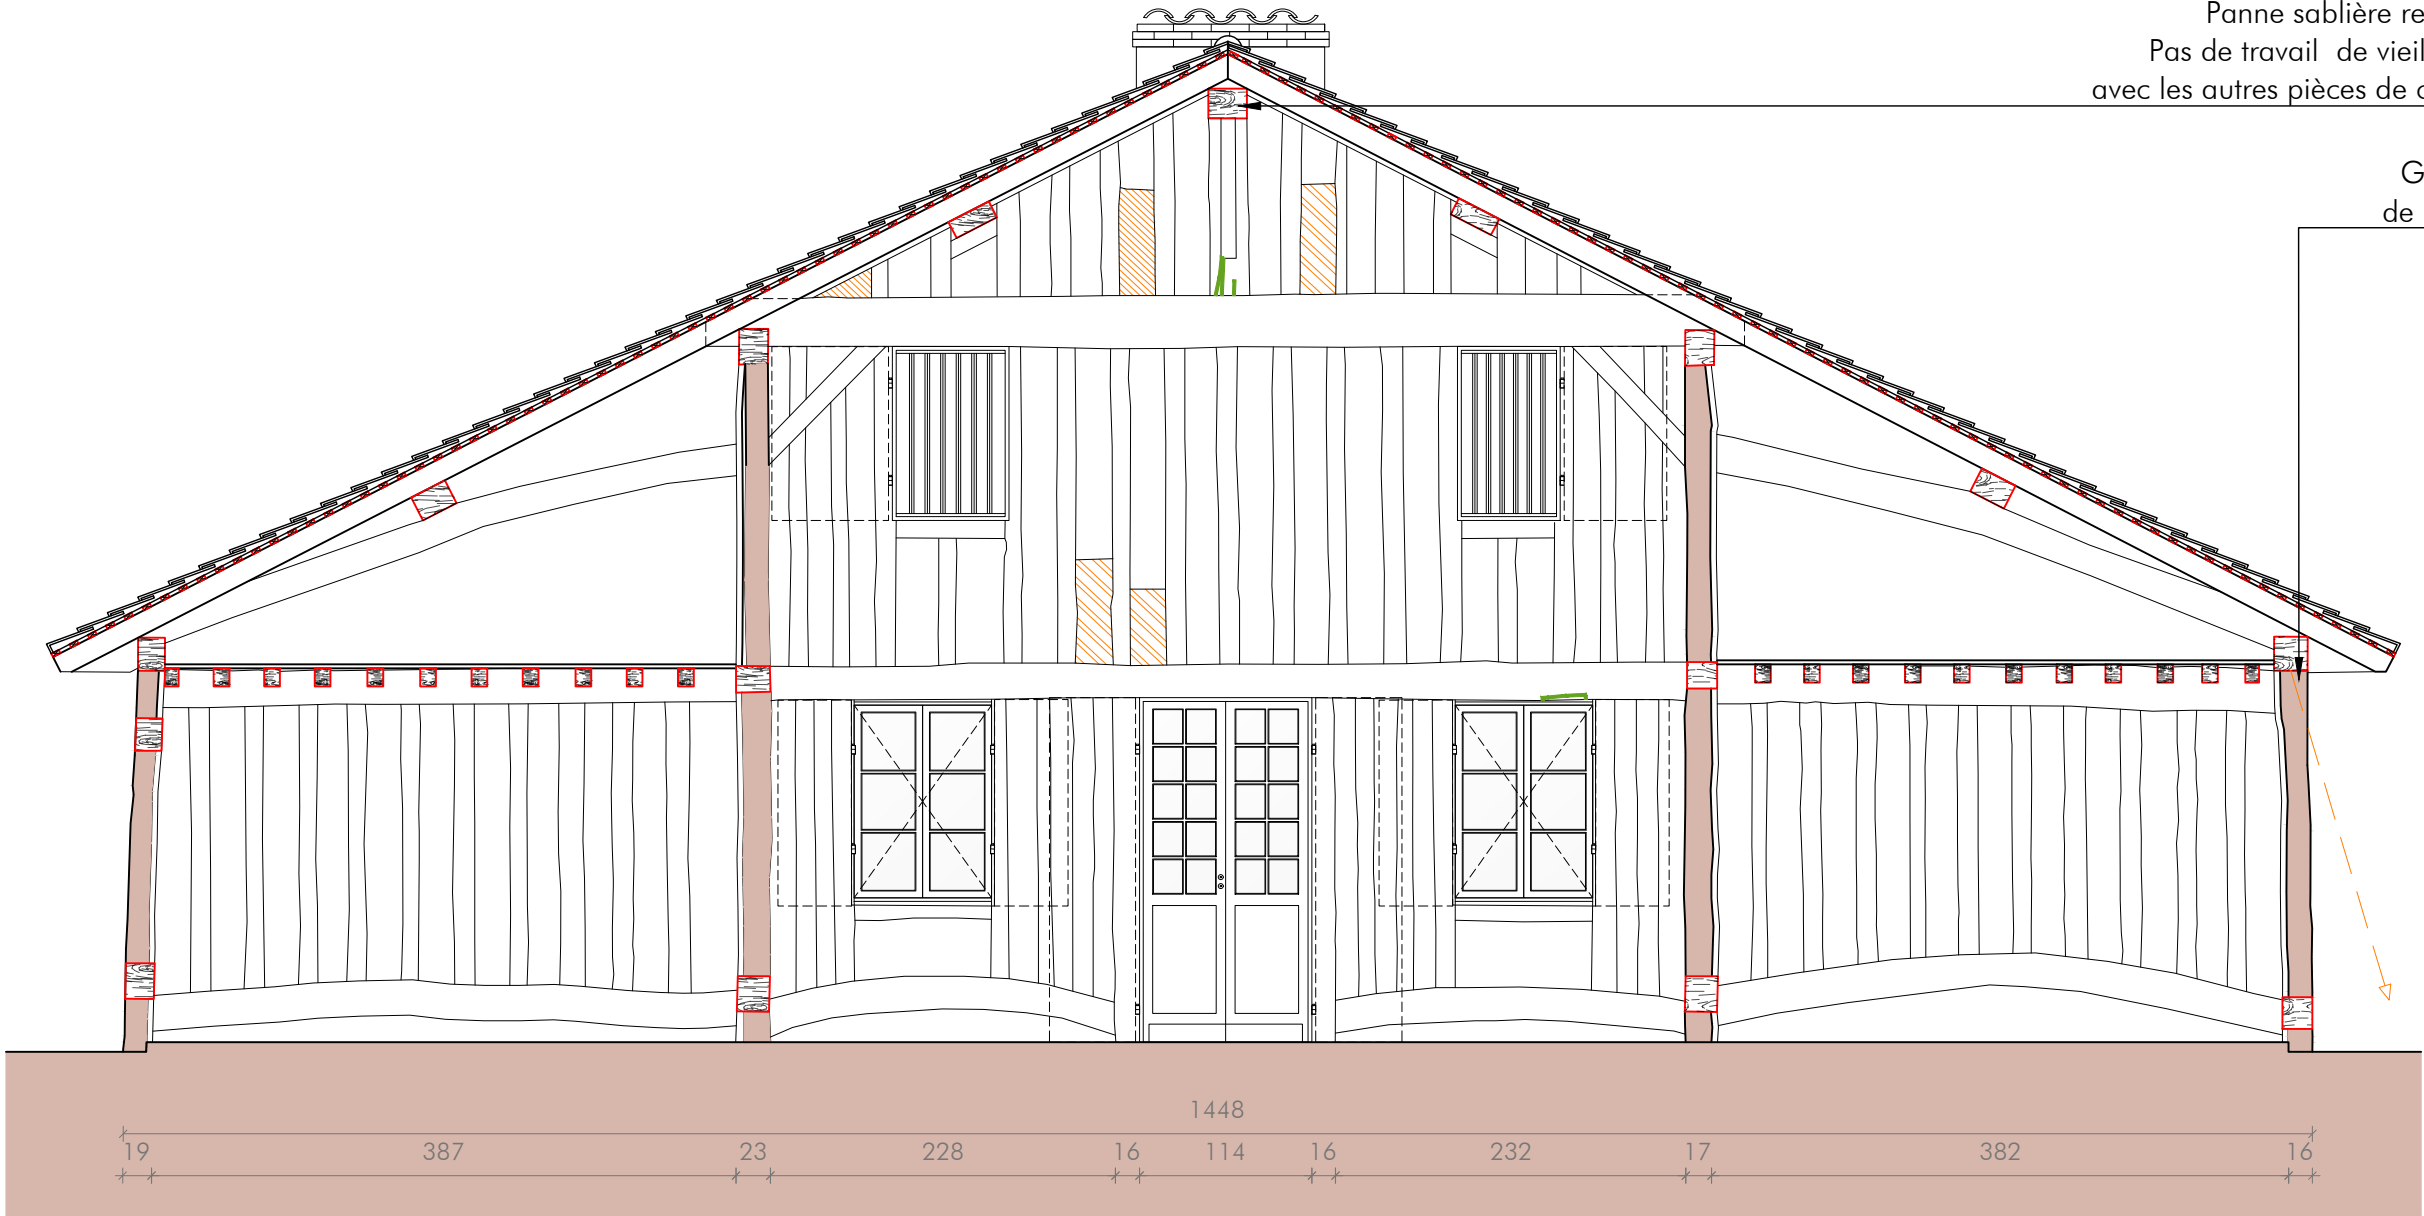 Panne sablière re
Pas de travail de vieil
avec les autres pièces de
G
de
1448
19 387 23 228 16 114 16 232 17 382 16